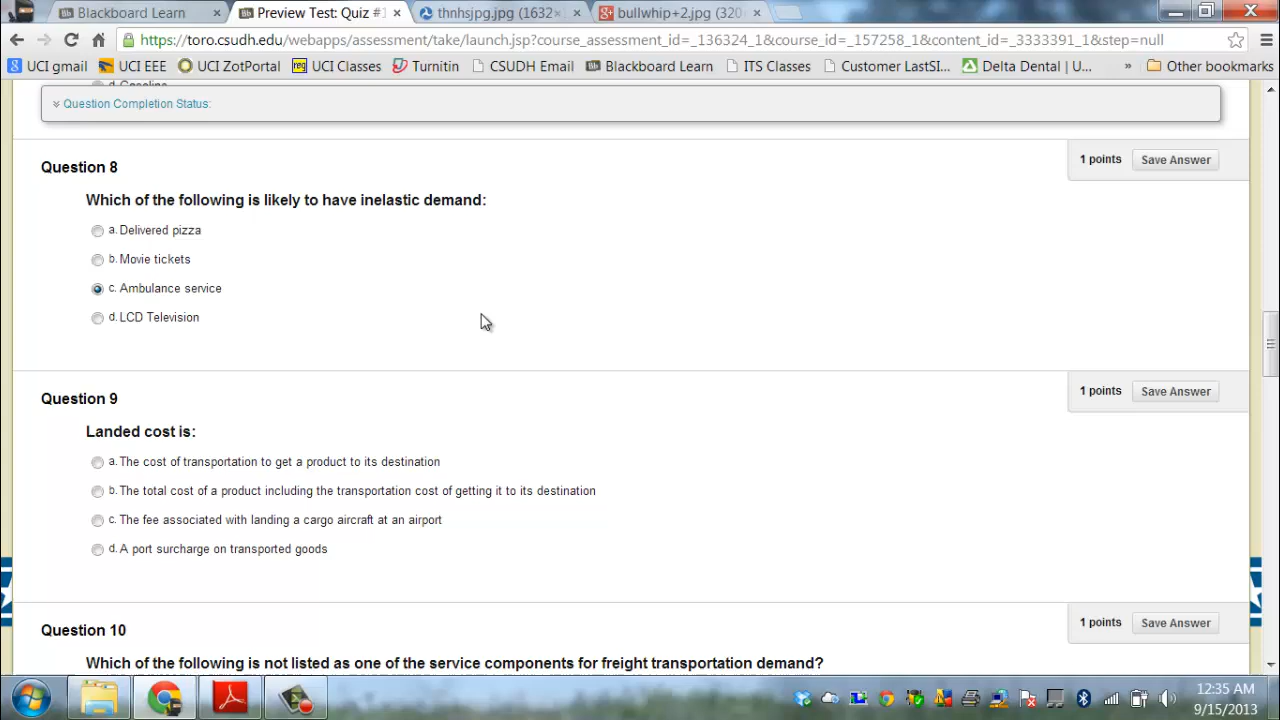 Blackboard Learn
Preview Test: Quiz #1
thnhsjpg.jpg (1632×
bullwhip+2.jpg (320
https://toro.csudh.edu/webapps/assessment/take/launch.jsp?course_assessment_id=_136324_1&course_id=_157258_1&content_id=_3333391_1&step=null
UCI gmail
UCI EEE
UCI ZotPortal
reg UCI Classes
Turnitin
CSUDH Email
Bb Blackboard Learn
ITS Classes
Customer LastSI...
Delta Dental | U...
»
Other bookmarks
d. Gasoline
Question Completion Status:
Question 8
1 points
Save Answer
Which of the following is likely to have inelastic demand:
a. Delivered pizza
b. Movie tickets
c. Ambulance service
d. LCD Television
Question 9
1 points
Save Answer
Landed cost is:
a. The cost of transportation to get a product to its destination
b. The total cost of a product including the transportation cost of getting it to its destination
c. The fee associated with landing a cargo aircraft at an airport
d. A port surcharge on transported goods
Question 10
1 points
Save Answer
Which of the following is not listed as one of the service components for freight transportation demand?
12:35 AM
9/15/2013